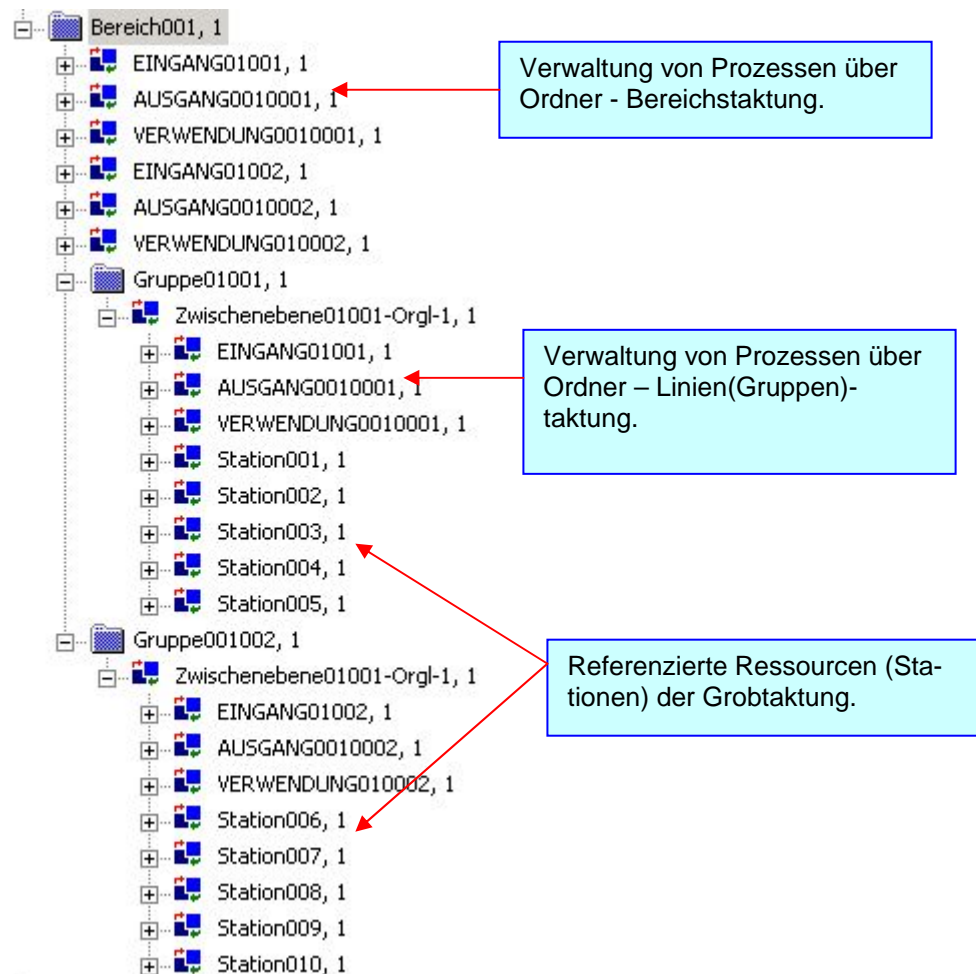 Bereich001, 1
EINGANG01001, 1
AUSGANG0010001, 1
VERWENDUNG0010001, 1
EINGANG01002, 1
AUSGANG0010002, 1
VERWENDUNG010002, 1
Gruppe01001, 1
Zwischenebene01001-Orgl-1, 1
EINGANG01001, 1
AUSGANG0010001, 1
VERWENDUNG0010001, 1
Station001, 1
Station002, 1
Station003, 1
Station004, 1
Station005, 1
Gruppe001002, 1
Zwischenebene01001-Orgl-1, 1
EINGANG01002, 1
AUSGANG0010002, 1
VERWENDUNG010002, 1
Station006, 1
Station007, 1
Station008, 1
Station009, 1
Station010, 1
Verwaltung von Prozessen über
Ordner - Bereichstaktung.
Verwaltung von Prozessen über
Ordner – Linien(Gruppen)-
taktung.
Referenzierte Ressourcen (Sta-
tionen) der Grobtaktung.